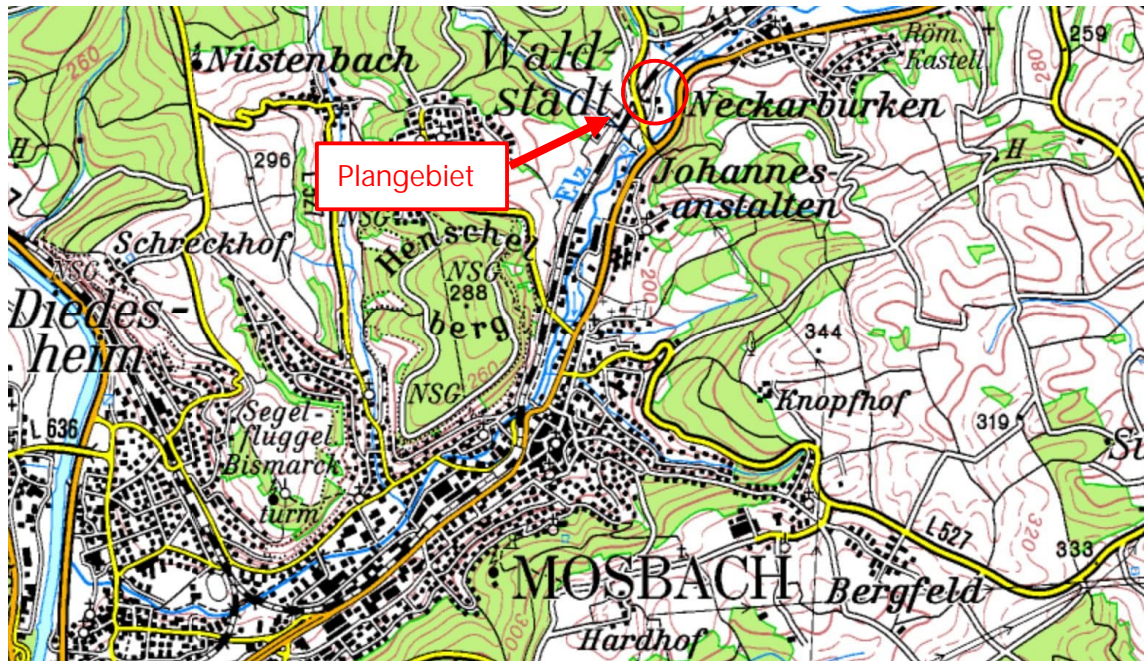 Wald-
stadt
Nüstenbach
Röm.
Kastell
259
260
280
Neckarburken
Plangebiet
296
H
H
Elz
Johannes-
anstalten
NSG
Henschel
berg
NSG
288
Schreckhof
NSG
200
Diedes-
heim
344
NSG
260
Knopfhof
319
Segel-
fluggel.
Bismarck
turm
L 636
L 527
320
333
MOSBACH
Bergfeld
300
Hardhof